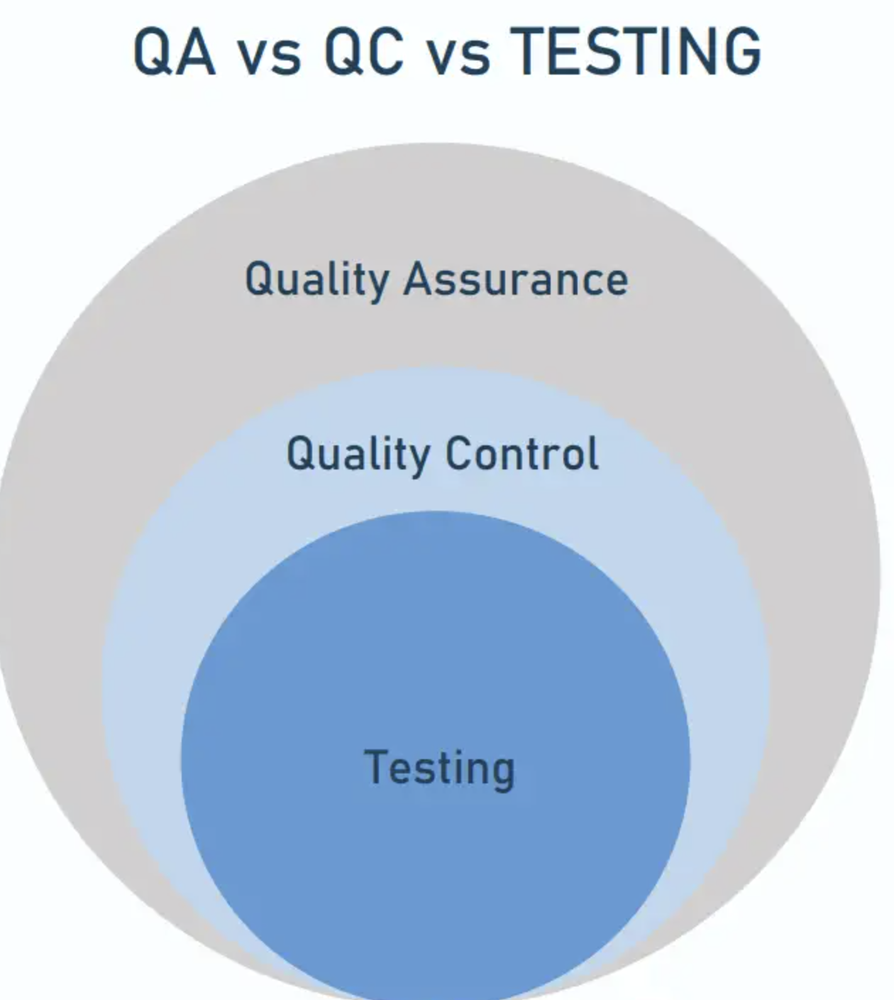 QA vs QC vs TESTING
Quality Assurance
Quality Control
Testing